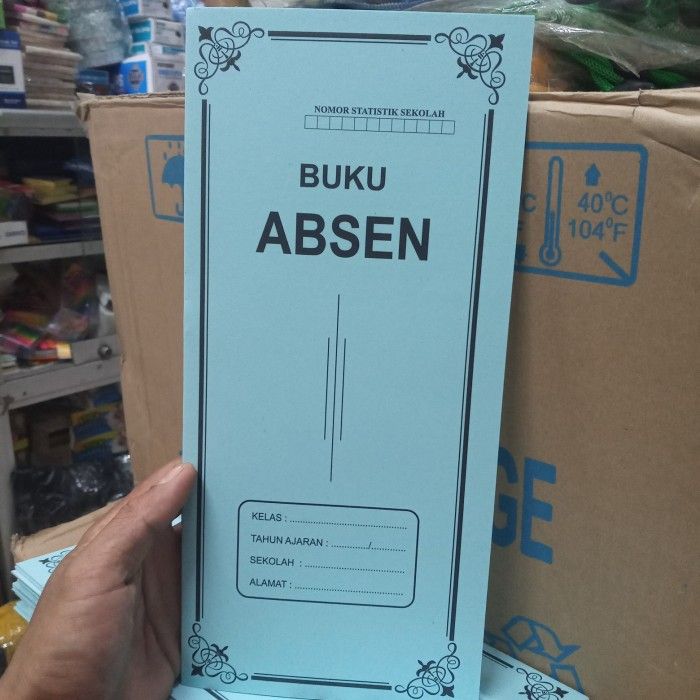 NOMOR STATISTIK SEKOLAH
BUKU
ABSEN
KELAS : ..........................................
TAHUN AJARAN : ............./............
SEKOLAH : ...................................
ALAMAT : ......................................
40°C
104°F
GE